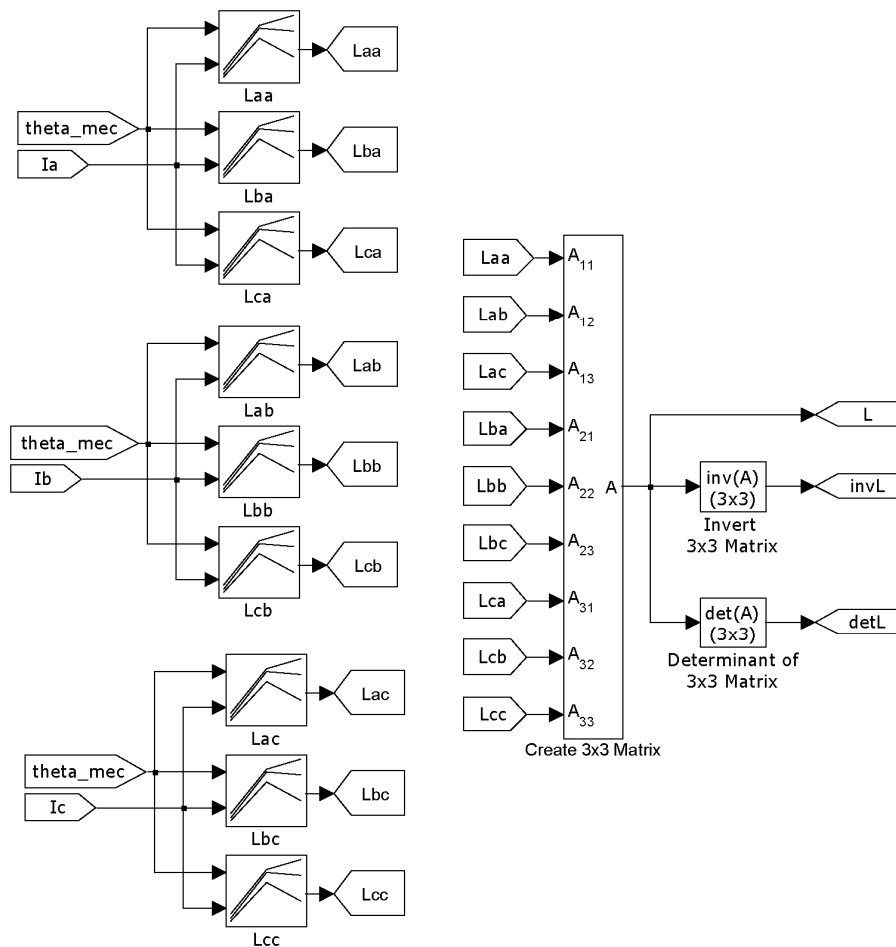 Laa
Laa
theta_mec
Ia
Lba
Lba
Lca
Lca
Lab
Lab
theta_mec
Ib
Lbb
Lbb
Lcb
Lcb
Lac
Lac
theta_mec
Ic
Lbc
Lbc
Lcc
Lcc
Laa A11
Lab A12
Lac A13
Lba A21
Lbb A22 A
Lbc A23
Lca A31
Lcb A32
Lcc A33
Create 3x3 Matrix
L
inv(A)
(3x3)
invL
Invert
3x3 Matrix
det(A)
(3x3)
detL
Determinant of
3x3 Matrix